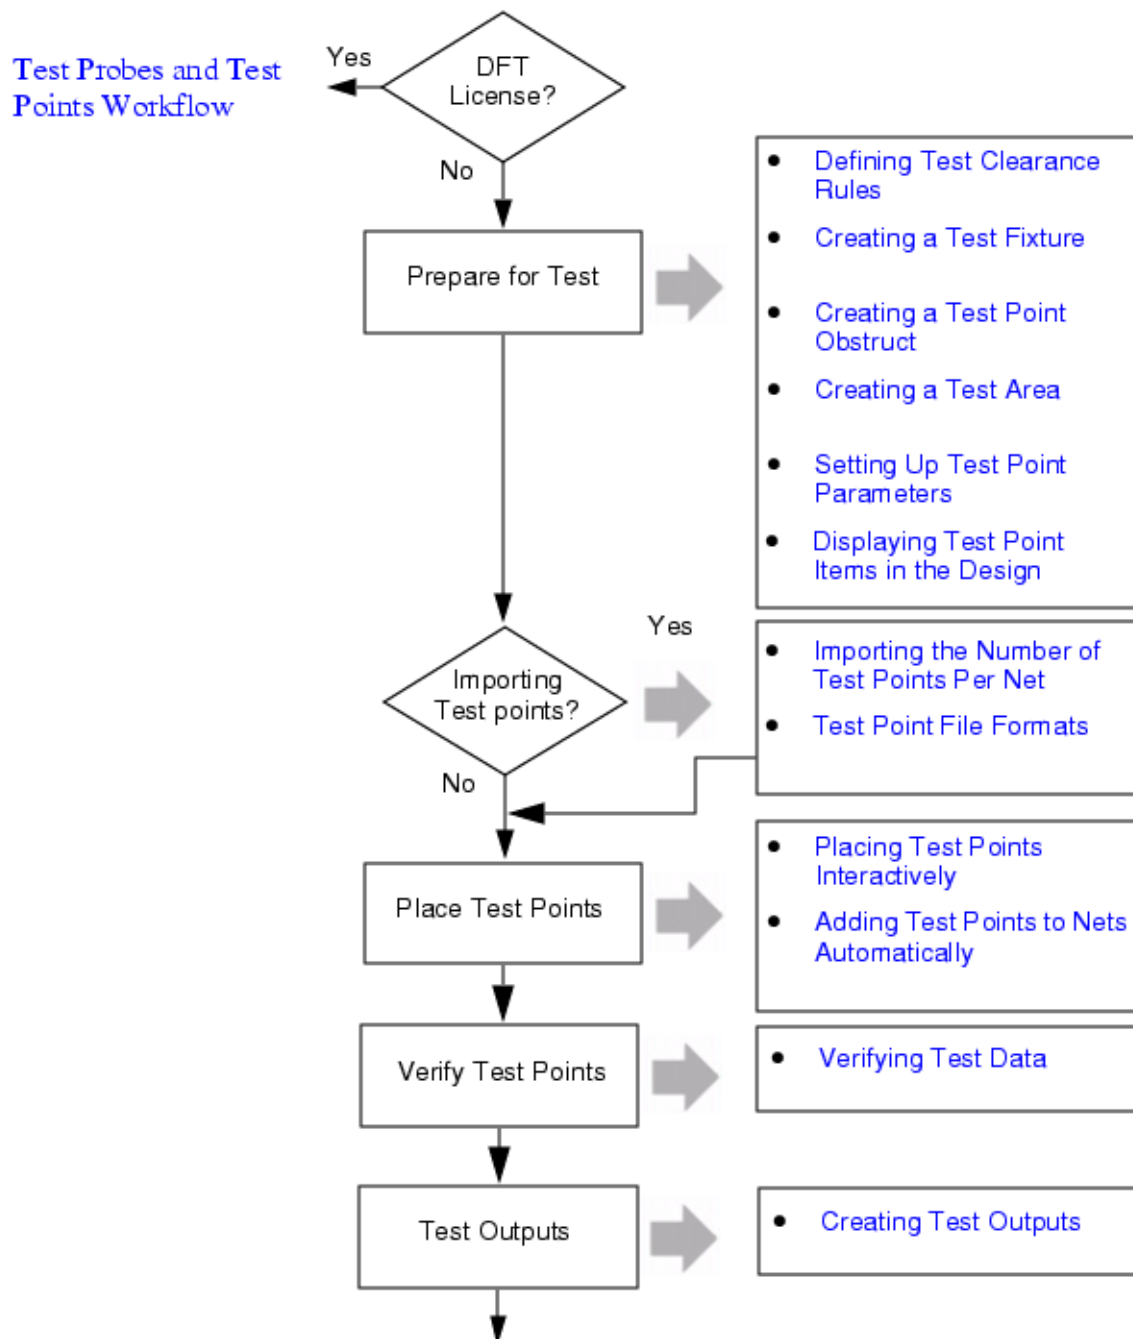 Yes
DFT
License?
Test Probes and Test
Points Workflow
No
Prepare for Test
• Defining Test Clearance
Rules
• Creating a Test Fixture
• Creating a Test Point
Obstruct
• Creating a Test Area
• Setting Up Test Point
Parameters
• Displaying Test Point
Items in the Design
Importing
Test points?
Yes
• Importing the Number of
Test Points Per Net
• Test Point File Formats
No
Place Test Points
• Placing Test Points
Interactively
• Adding Test Points to Nets
Automatically
Verify Test Points
• Verifying Test Data
Test Outputs
• Creating Test Outputs